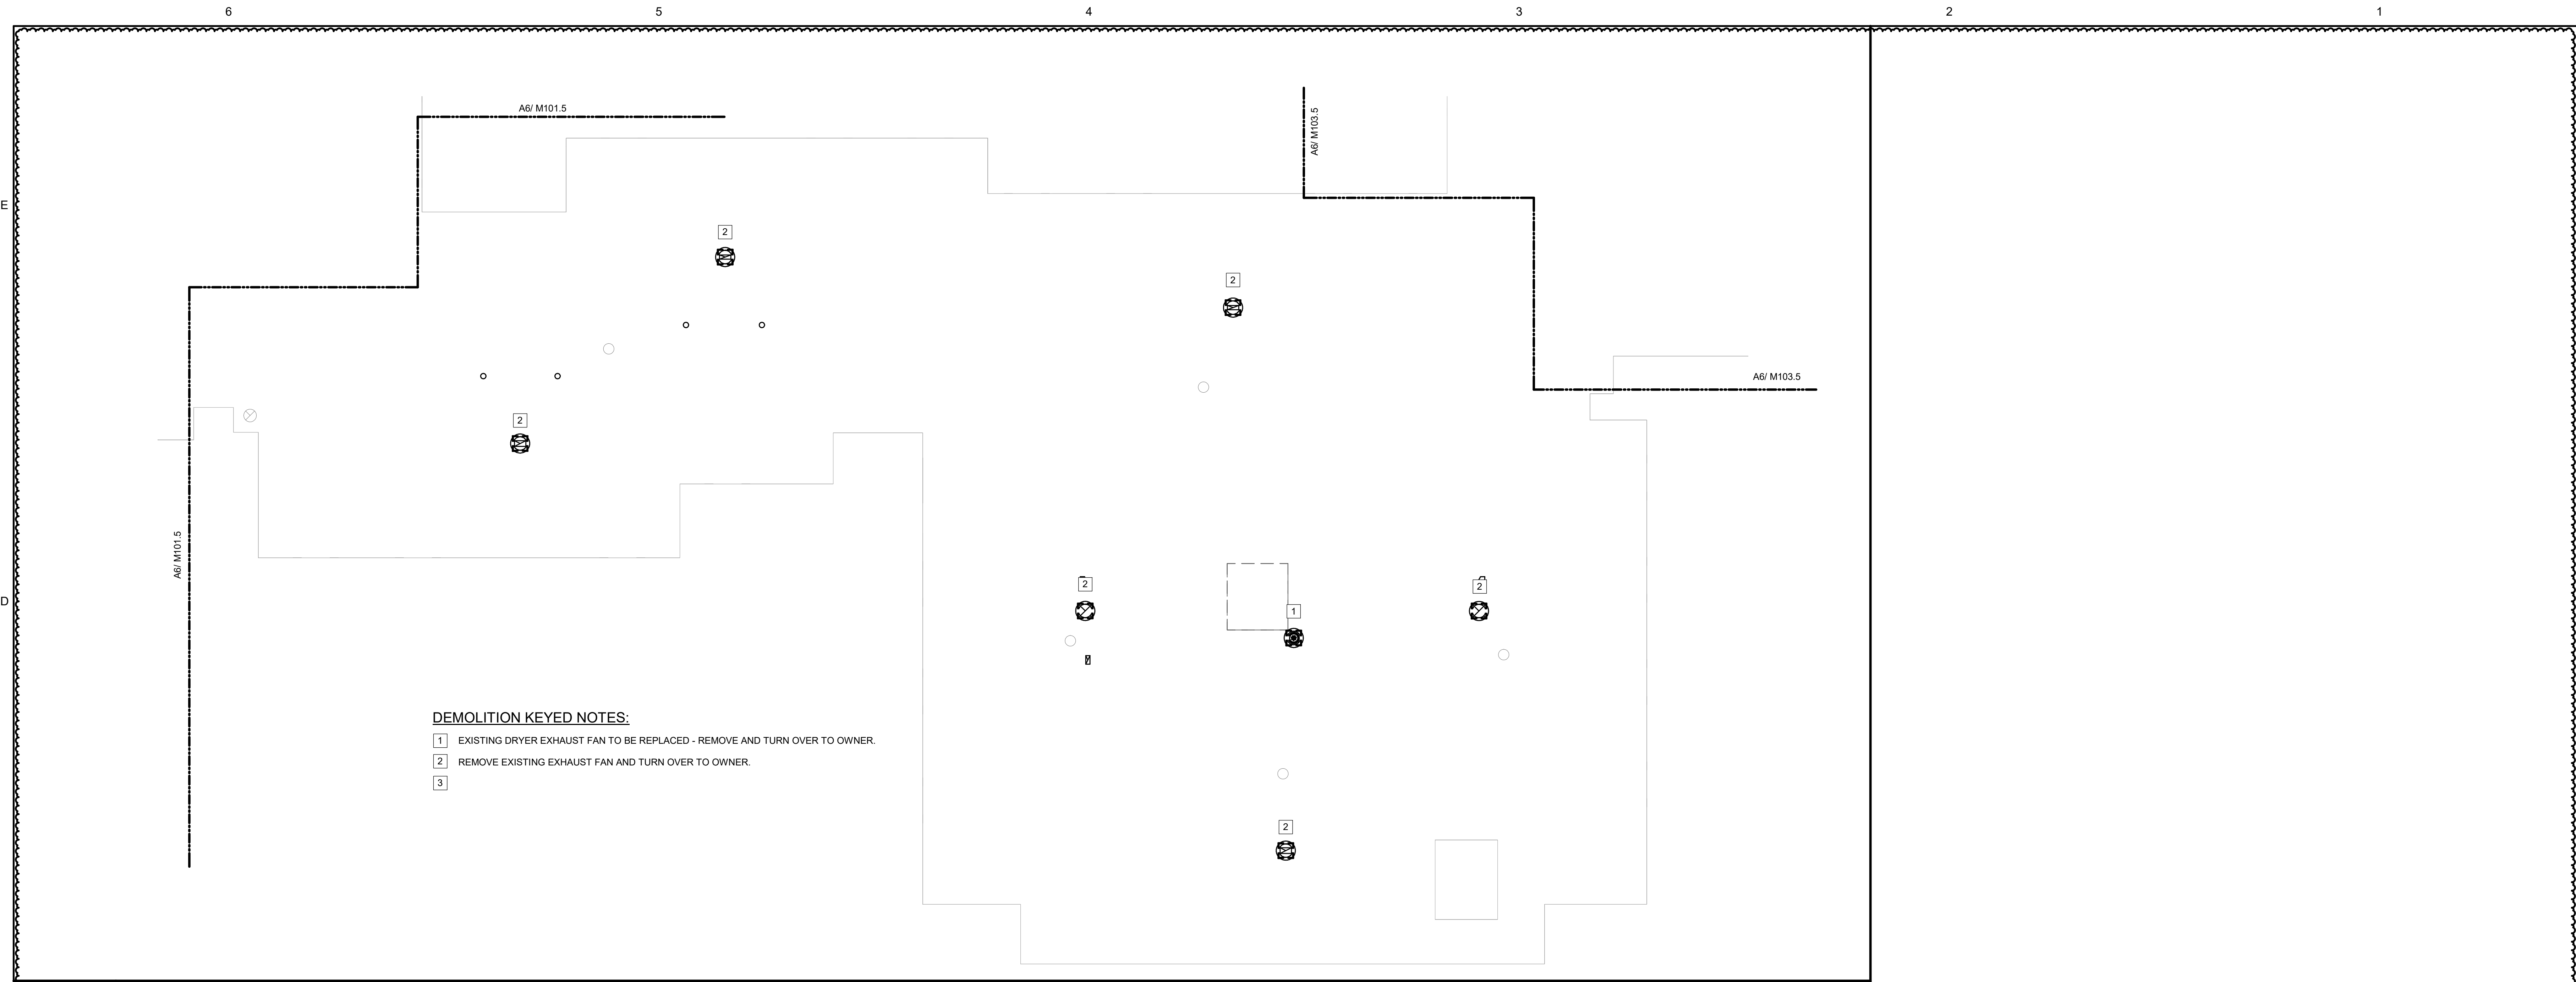 6 5 4 3 2 1
A6/ M101.5
A6/ M103.5
E
2
2
A6/ M103.5
2
A6/ M101.5
2
2
D
1
DEMOLITION KEYED NOTES:
1 EXISTING DRYER EXHAUST FAN TO BE REPLACED - REMOVE AND TURN OVER TO OWNER.
2 REMOVE EXISTING EXHAUST FAN AND TURN OVER TO OWNER.
3
2